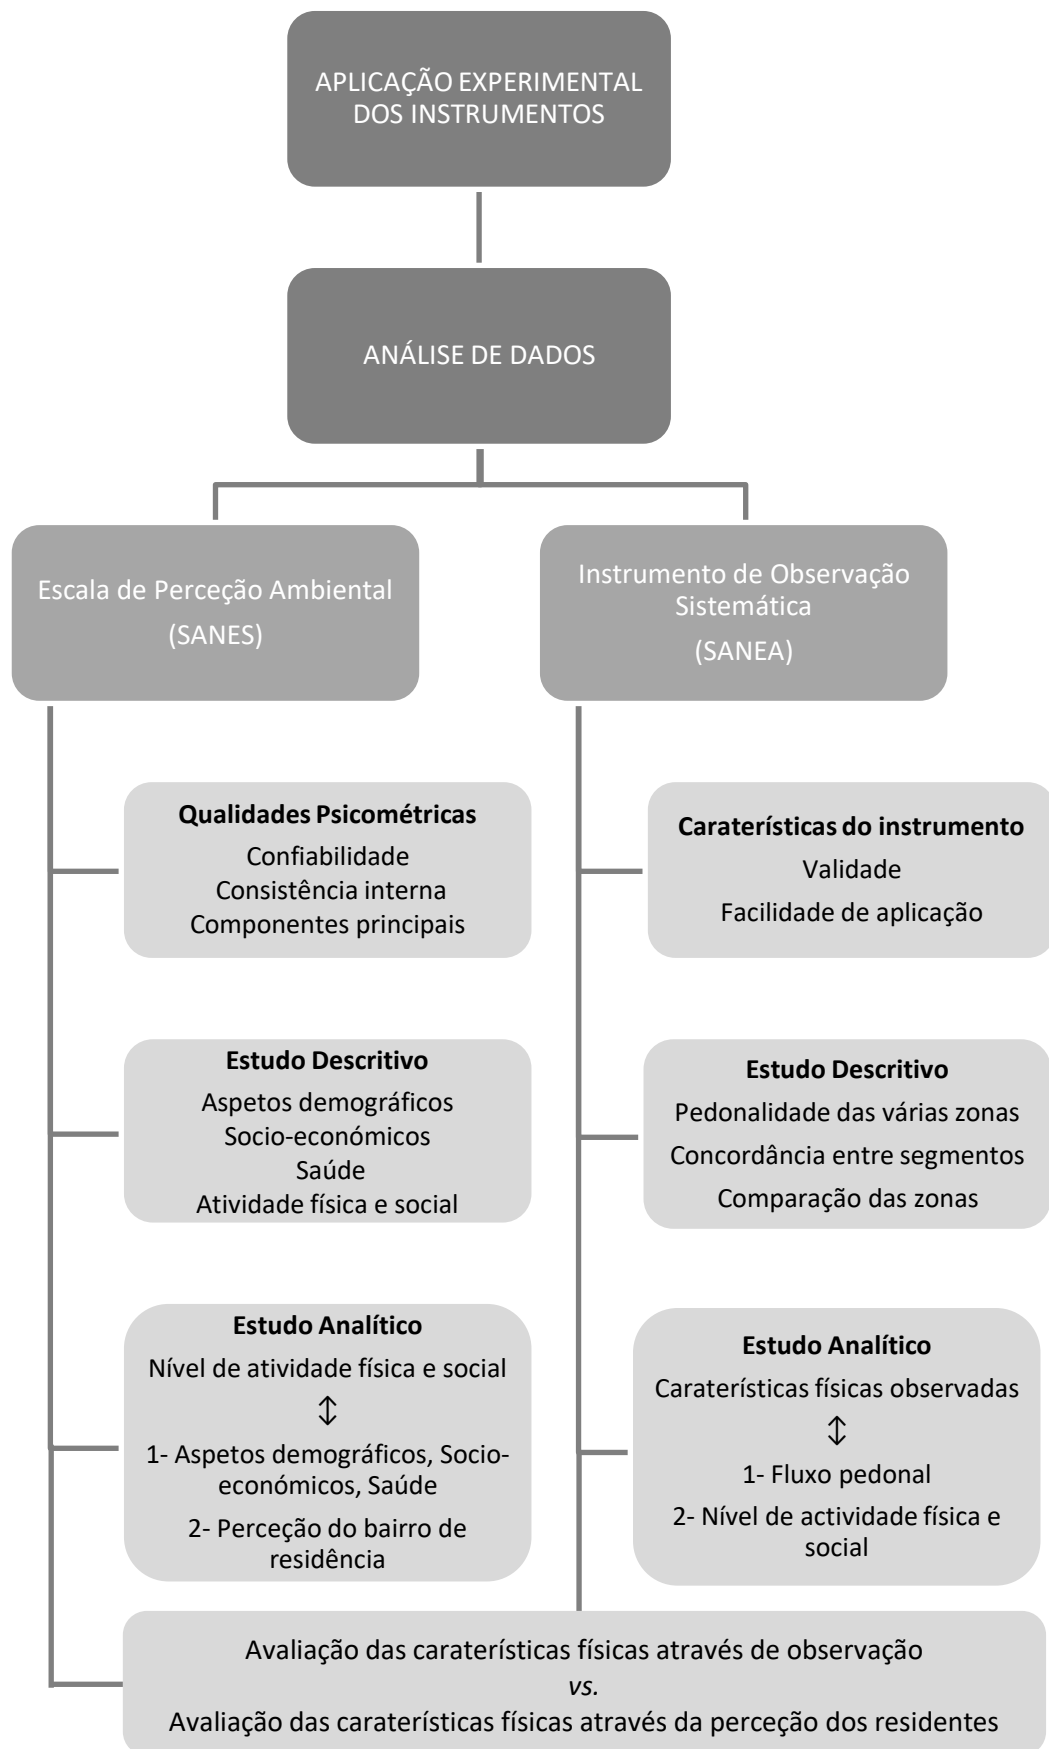 APLICAÇÃO EXPERIMENTAL
DOS INSTRUMENTOS
ANÁLISE DE DADOS
Escala de Perceção Ambiental
(SANES)
Instrumento de Observação
Sistemática
(SANEA)
Qualidades Psicométricas
Confiabilidade
Consistência interna
Componentes principais
Caraterísticas do instrumento
Validade
Facilidade de aplicação
Estudo Descritivo
Aspetos demográficos
Socio-económicos
Saúde
Atividade física e social
Estudo Descritivo
Pedonalidade das várias zonas
Concordância entre segmentos
Comparação das zonas
Estudo Analítico
Nível de atividade física e social
↕
1- Aspetos demográficos, Socio-
económicos, Saúde
2- Perceção do bairro de
residência
Estudo Analítico
Caraterísticas físicas observadas
↕
1- Fluxo pedonal
2- Nível de actividade física e
social
Avaliação das caraterísticas físicas através de observação
vs.
Avaliação das caraterísticas físicas através da perceção dos residentes